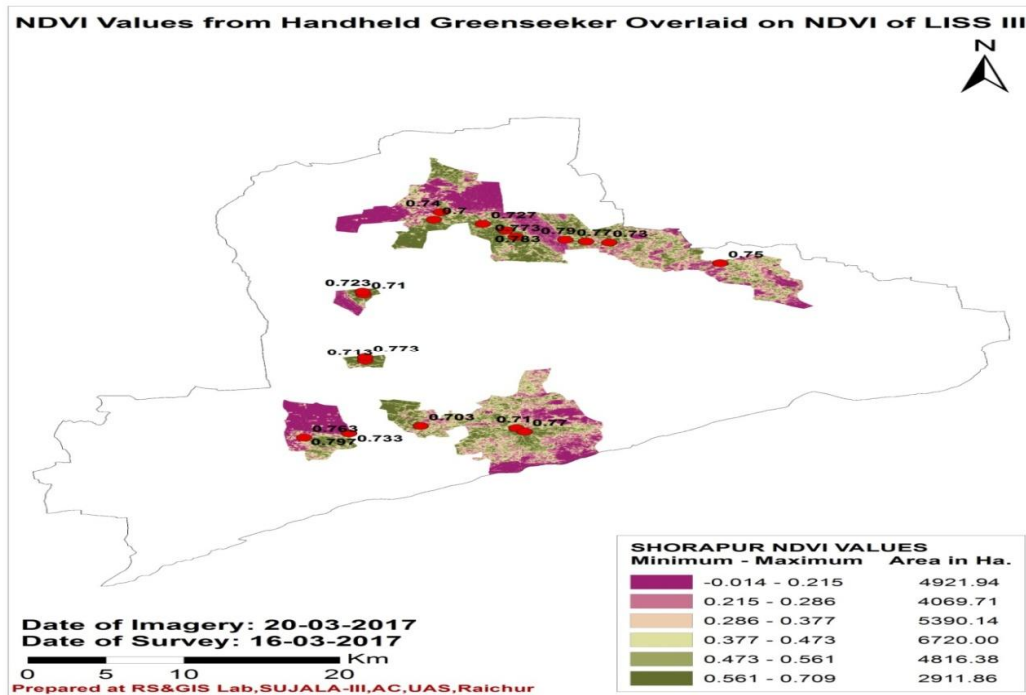 NDVI Values from Handheld Greenseeker Overlaid on NDVI of LISS III
N
0.74
0.7
0.727
0.773
0.783
0.79
0.77
0.73
0.75
0.723
0.71
0.713
0.773
0.703
0.71
0.77
0.763
0.733
0.797
SHORAPUR NDVI VALUES
Minimum - Maximum Area in Ha.
-0.014 - 0.215 4921.94
0.215 - 0.286 4069.71
0.286 - 0.377 5390.14
0.377 - 0.473 6720.00
0.473 - 0.561 4816.38
0.561 - 0.709 2911.86
Date of Imagery: 20-03-2017
Date of Survey: 16-03-2017
Km
0 5 10 20
Prepared at RS&GIS Lab,SUJALA-III,AC,UAS,Raichur